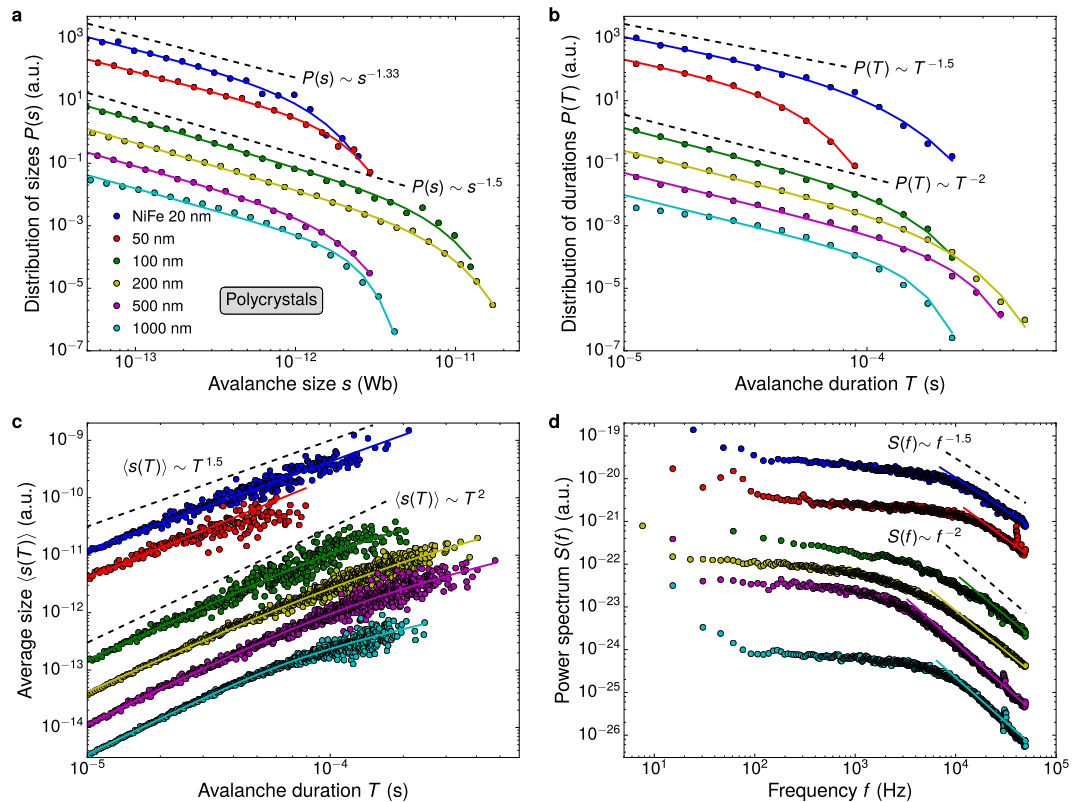 a
Distribution of sizes P(s) (a.u.)
10^3
10^1
10^-1
10^-3
10^-5
10^-7
P(s) ∼ s^-1.33
P(s) ∼ s^-1.5
NiFe 20 nm
50 nm
100 nm
200 nm
500 nm
1000 nm
Polycrystals
10^-13
10^-12
10^-11
Avalanche size s (Wb)
b
Distribution of durations P(T) (a.u.)
10^3
10^1
10^-1
10^-3
10^-5
10^-7
P(T) ∼ T^-1.5
P(T) ∼ T^-2
10^-5
10^-4
Avalanche duration T (s)
c
Average size ⟨s(T)⟩ (a.u.)
10^-9
10^-10
10^-11
10^-12
10^-13
10^-14
⟨s(T)⟩ ∼ T^1.5
⟨s(T)⟩ ∼ T^2
10^-5
10^-4
Avalanche duration T (s)
d
Power spectrum S(f) (a.u.)
10^-19
10^-20
10^-21
10^-22
10^-23
10^-24
10^-25
10^-26
S(f) ∼ f^-1.5
S(f) ∼ f^-2
10^1
10^2
10^3
10^4
10^5
Frequency f (Hz)